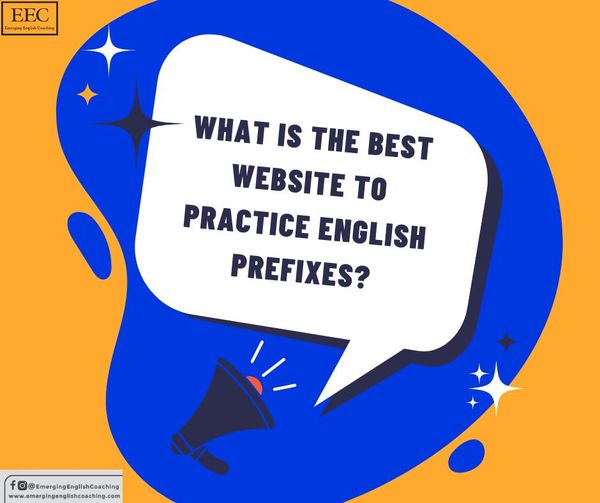 EEC
Emerging English Coaching
WHAT IS THE BEST
WEBSITE TO
PRACTICE ENGLISH
PREFIXES?
@EmergingEnglishCoaching
www.emergingenglishcoaching.com